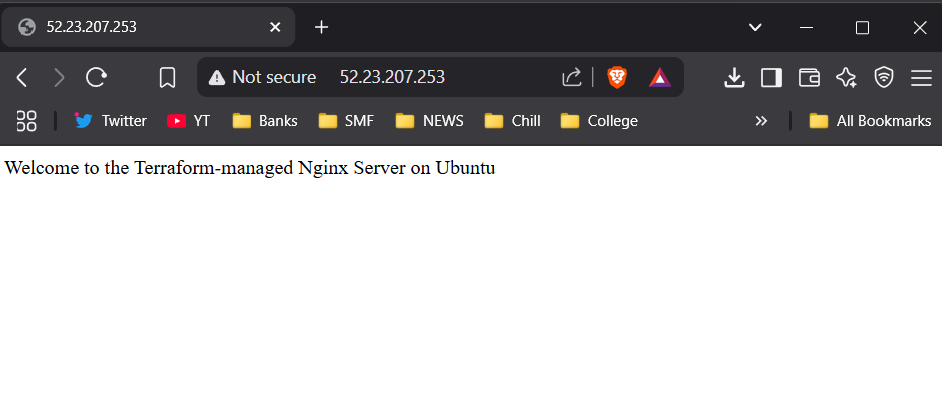 52.23.207.253
Not secure 52.23.207.253
Twitter YT Banks SMF NEWS Chill College All Bookmarks
Welcome to the Terraform-managed Nginx Server on Ubuntu